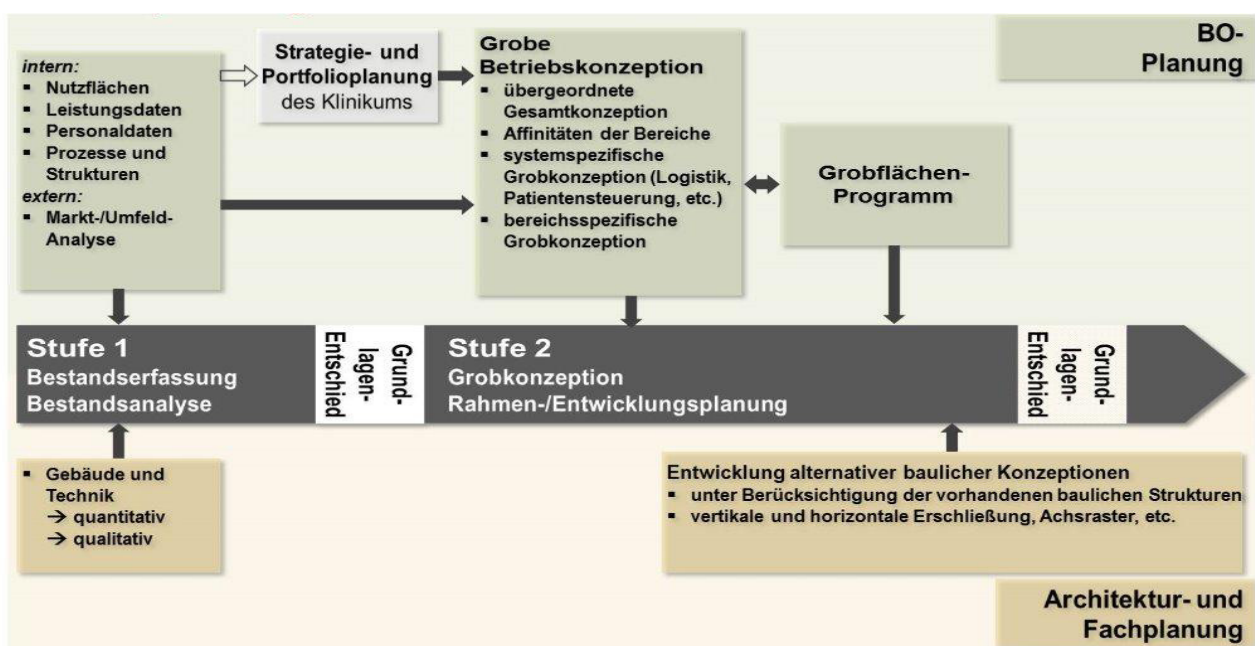 BO-
Planung
intern:
▪ Nutzflächen
▪ Leistungsdaten
▪ Personaldaten
▪ Prozesse und
Strukturen
extern:
▪ Markt-/Umfeld-
Analyse
Strategie- und
Portfolioplanung
des Klinikums
Grobe
Betriebskonzeption
▪ übergeordnete
Gesamtkonzeption
▪ Affinitäten der Bereiche
▪ systemspezifische
Grobkonzeption (Logistik,
Patientensteuerung, etc.)
▪ bereichsspezifische
Grobkonzeption
Grobflächen-
Programm
Stufe 1
Bestandserfassung
Bestandsanalyse
Grund-
lagen-
Entschied
Stufe 2
Grobkonzeption
Rahmen-/Entwicklungsplanung
Grund-
lagen-
Entschied
▪ Gebäude und
Technik
→ quantitativ
→ qualitativ
Entwicklung alternativer baulicher Konzeptionen
▪ unter Berücksichtigung der vorhandenen baulichen Strukturen
▪ vertikale und horizontale Erschließung, Achsraster, etc.
Architektur- und
Fachplanung